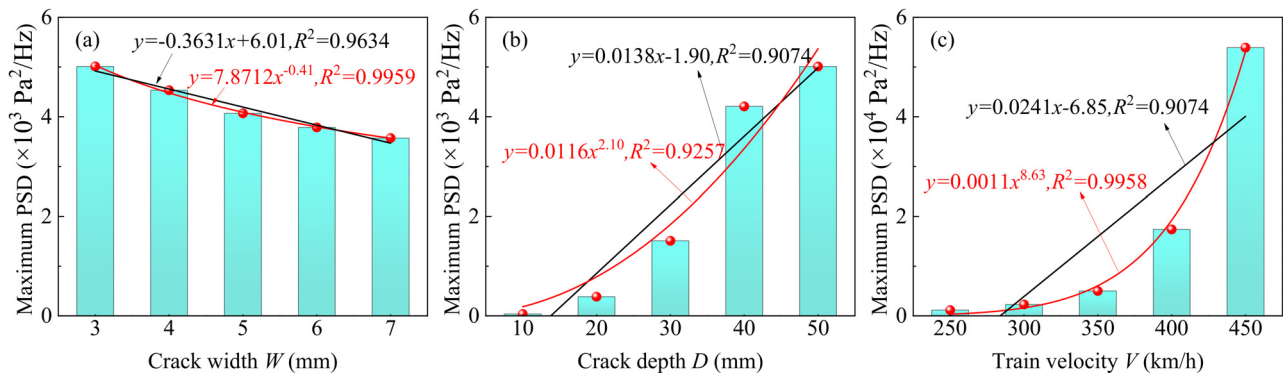 (a)
y=-0.3631x+6.01,R²=0.9634
y=7.8712x⁻⁰·⁴¹,R²=0.9959
Maximum PSD (×10³ Pa²/Hz)
6
4
2
0
3 4 5 6 7
Crack width W (mm)
(b)
y=0.0138x-1.90,R²=0.9074
y=0.0116x²·¹⁰,R²=0.9257
Maximum PSD (×10³ Pa²/Hz)
6
4
2
0
10 20 30 40 50
Crack depth D (mm)
(c)
y=0.0241x-6.85,R²=0.9074
y=0.0011x⁸·⁶³,R²=0.9958
Maximum PSD (×10⁴ Pa²/Hz)
6
4
2
0
250 300 350 400 450
Train velocity V (km/h)